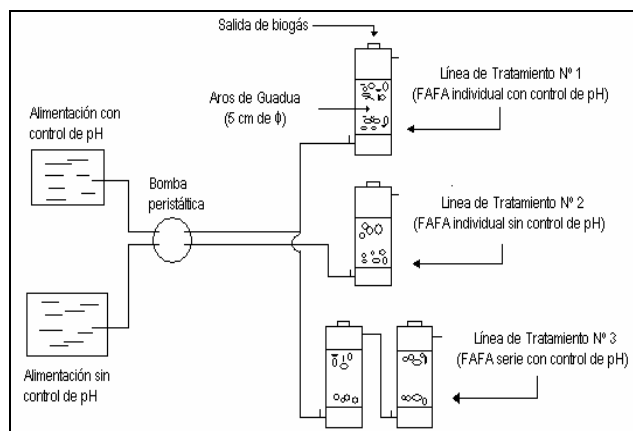 Salida de biogás
Línea de Tratamiento Nº 1
(FAFA individual con control de pH)
Aros de Guadua
(5 cm de ϕ)
Alimentación con
control de pH
Bomba
peristáltica
Linea de Tratamiento Nº 2
(FAFA individual sin control de pH)
Línea de Tratamiento Nº 3
(FAFA serie con control de pH)
Alimentación sin
control de pH